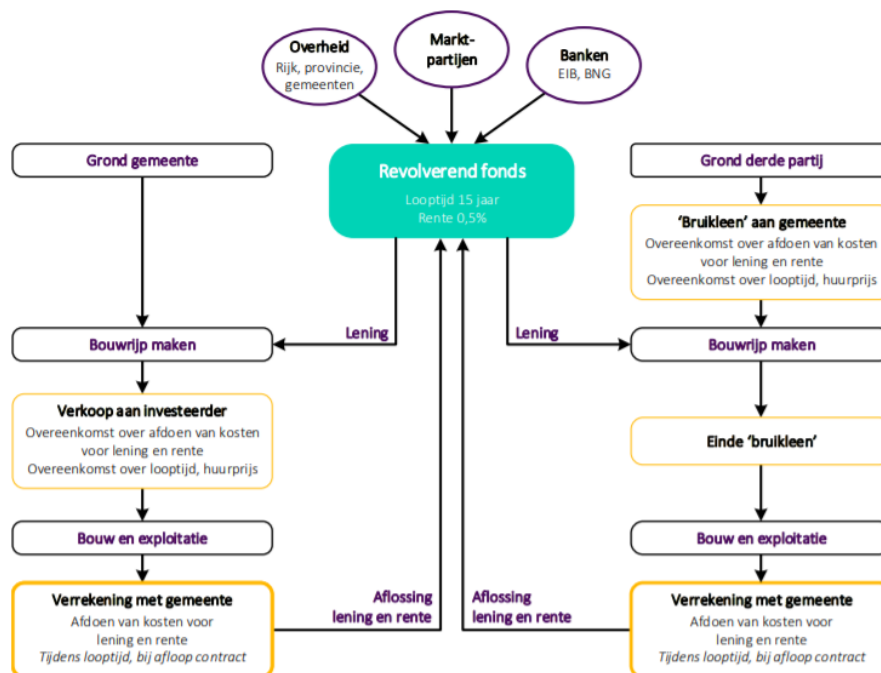 Overheid
Rijk, provincie,
gemeenten
Markt-
partijen
Banken
EIB, BNG
Revolverend fonds
Looptijd 15 jaar
Rente 0,5%
Grond gemeente
Lening
Bouwrijp maken
Verkoop aan investeerder
Overeenkomst over afdoen van kosten
voor lening en rente
Overeenkomst over looptijd, huurprijs
Bouw en exploitatie
Verrekening met gemeente
Afdoen van kosten voor
lening en rente
Tijdens looptijd, bij afloop contract
Aflossing
lening en rente
Grond derde partij
‘Bruikleen’ aan gemeente
Overeenkomst over afdoen van kosten
voor lening en rente
Overeenkomst over looptijd, huurprijs
Lening
Bouwrijp maken
Einde ‘bruikleen’
Bouw en exploitatie
Verrekening met gemeente
Afdoen van kosten voor
lening en rente
Tijdens looptijd, bij afloop contract
Aflossing
lening en rente